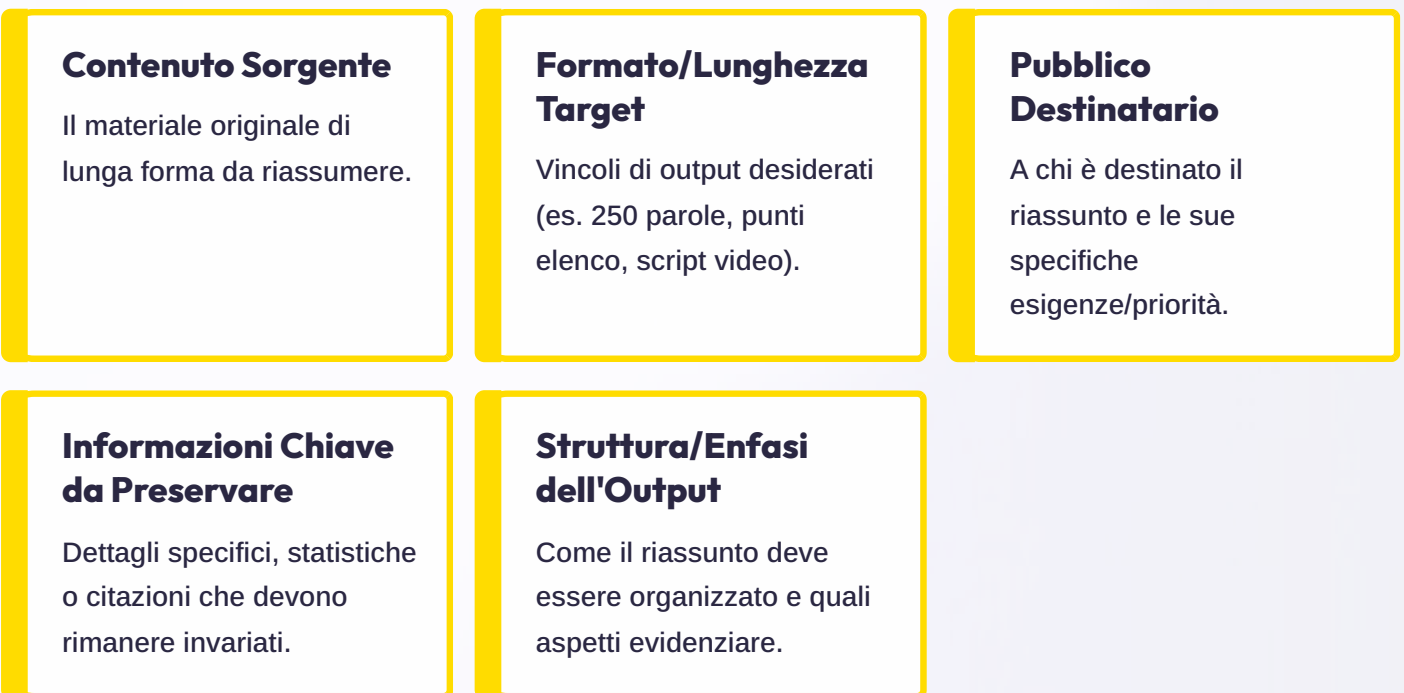 Contenuto Sorgente
Il materiale originale di
lunga forma da riassumere.
Formato/Lunghezza
Target
Vincoli di output desiderati
(es. 250 parole, punti
elenco, script video).
Pubblico
Destinatario
A chi è destinato il
riassunto e le sue
specifiche
esigenze/priorità.
Informazioni Chiave
da Preservare
Dettagli specifici, statistiche
o citazioni che devono
rimanere invariati.
Struttura/Enfasi
dell'Output
Come il riassunto deve
essere organizzato e quali
aspetti evidenziare.